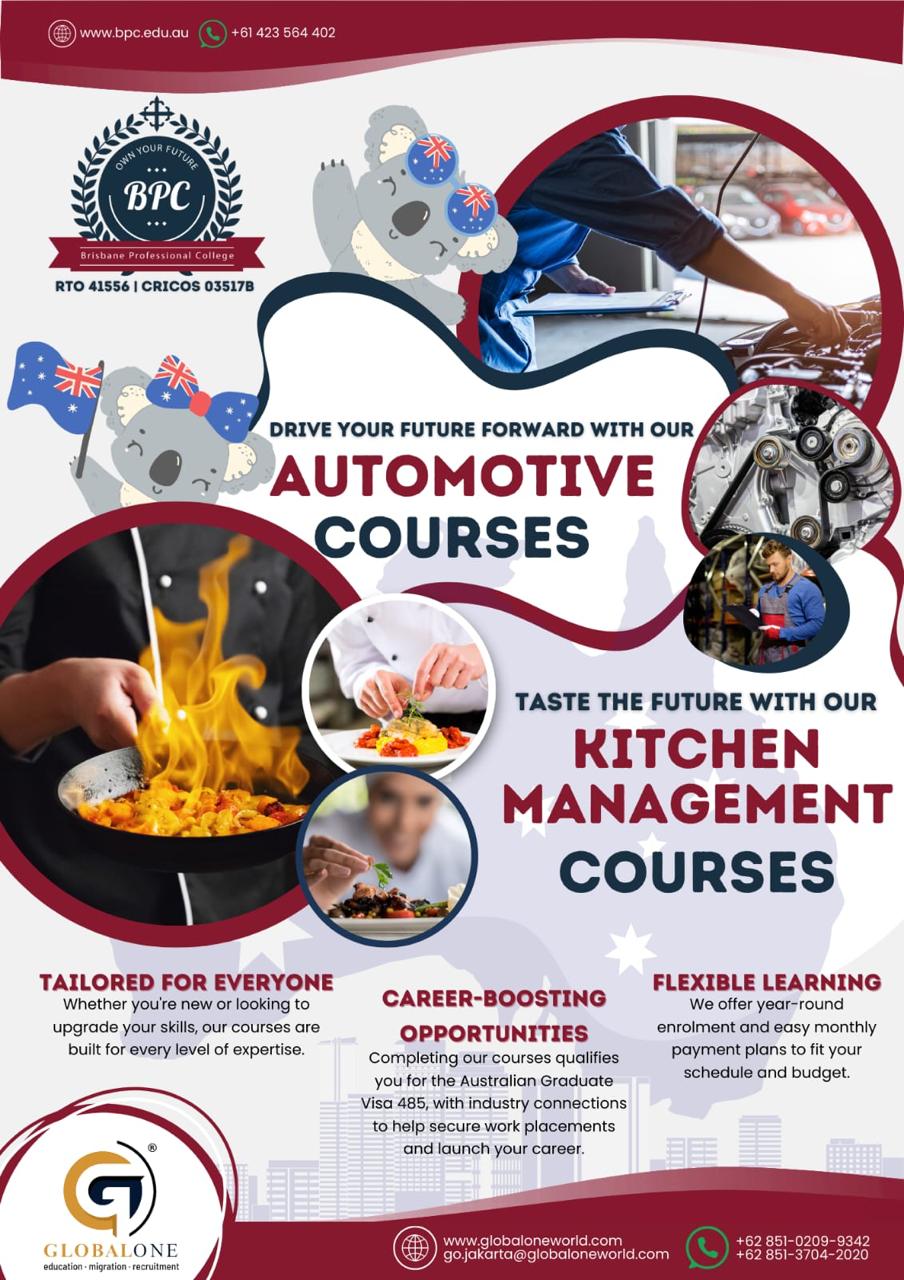 www.bpc.edu.au +61 423 564 402
OWN YOUR FUTURE
BPC
Brisbane Professional College
RTO 41556 | CRICOS 03517B
DRIVE YOUR FUTURE FORWARD WITH OUR
AUTOMOTIVE
COURSES
TASTE THE FUTURE WITH OUR
KITCHEN
MANAGEMENT
COURSES
TAILORED FOR EVERYONE
Whether you're new or looking to
upgrade your skills, our courses are
built for every level of expertise.
CAREER-BOOSTING
OPPORTUNITIES
Completing our courses qualifies
you for the Australian Graduate
Visa 485, with industry connections
to help secure work placements
and launch your career.
FLEXIBLE LEARNING
We offer year-round
enrolment and easy monthly
payment plans to fit your
schedule and budget.
®
GLOBALONE
education - migration - recruitment
www.globaloneworld.com
go.jakarta@globaloneworld.com
+62 851-0209-9342
+62 851-3704-2020